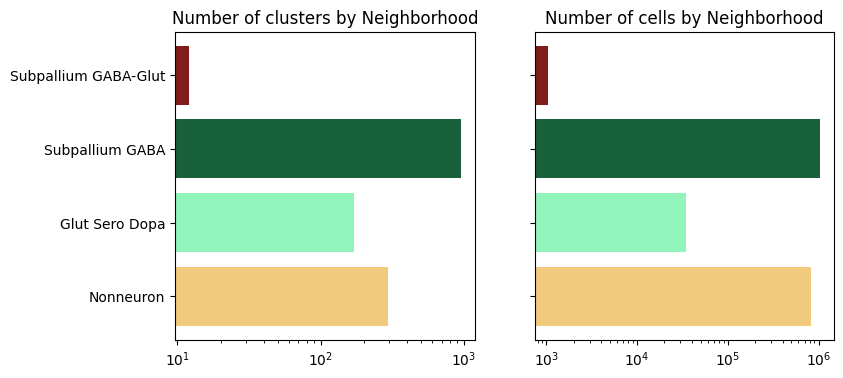 Number of clusters by Neighborhood
Number of cells by Neighborhood
Subpallium GABA-Glut
Subpallium GABA
Glut Sero Dopa
Nonneuron
10¹ 10² 10³
10³ 10⁴ 10⁵ 10⁶